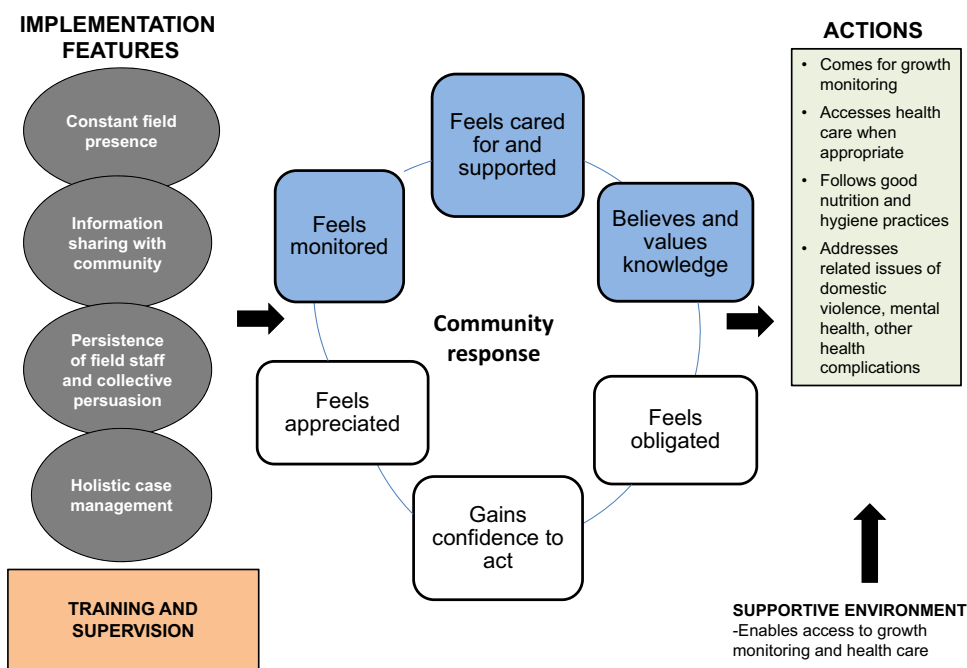 IMPLEMENTATION
FEATURES
Constant field
presence
Information
sharing with
community
Persistence
of field staff
and collective
persuasion
Holistic case
management
TRAINING AND
SUPERVISION
Feels cared
for and
supported
Feels
monitored
Believes and
values
knowledge
Community
response
Feels
appreciated
Feels
obligated
Gains
confidence to
act
ACTIONS
• Comes for growth
monitoring
• Accesses health
care when
appropriate
• Follows good
nutrition and
hygiene practices
• Addresses
related issues of
domestic
violence, mental
health, other
health
complications
SUPPORTIVE ENVIRONMENT
-Enables access to growth
monitoring and health care